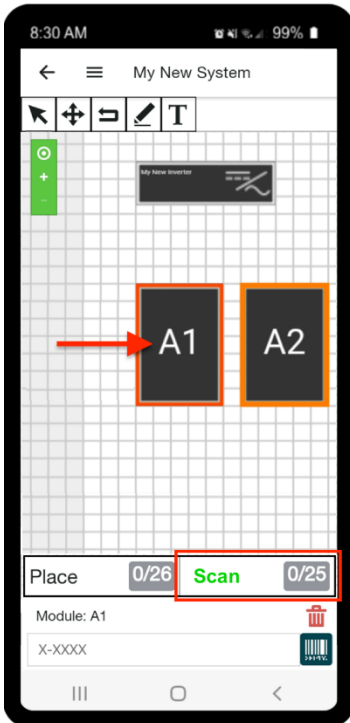 8:30 AM 99%
My New System
T
My New Inverter
A1 A2
Place 0/26 Scan 0/25
Module: A1
X-XXXX